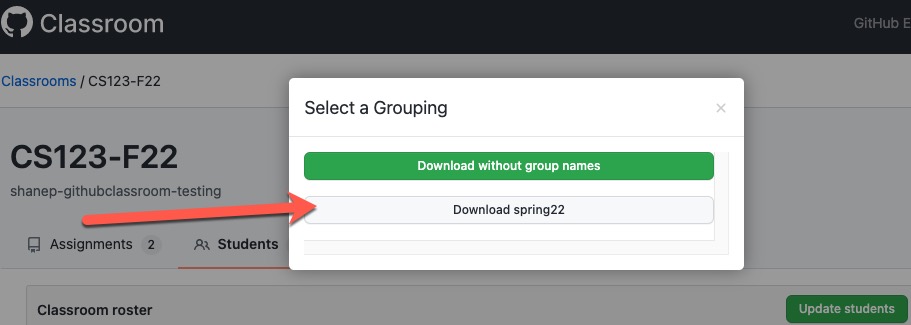 Classroom
GitHub E
Classrooms / CS123-F22
Select a Grouping
×
Download without group names
Download spring22
CS123-F22
shanep-githubclassroom-testing
Assignments 2
Students
Classroom roster
Update students